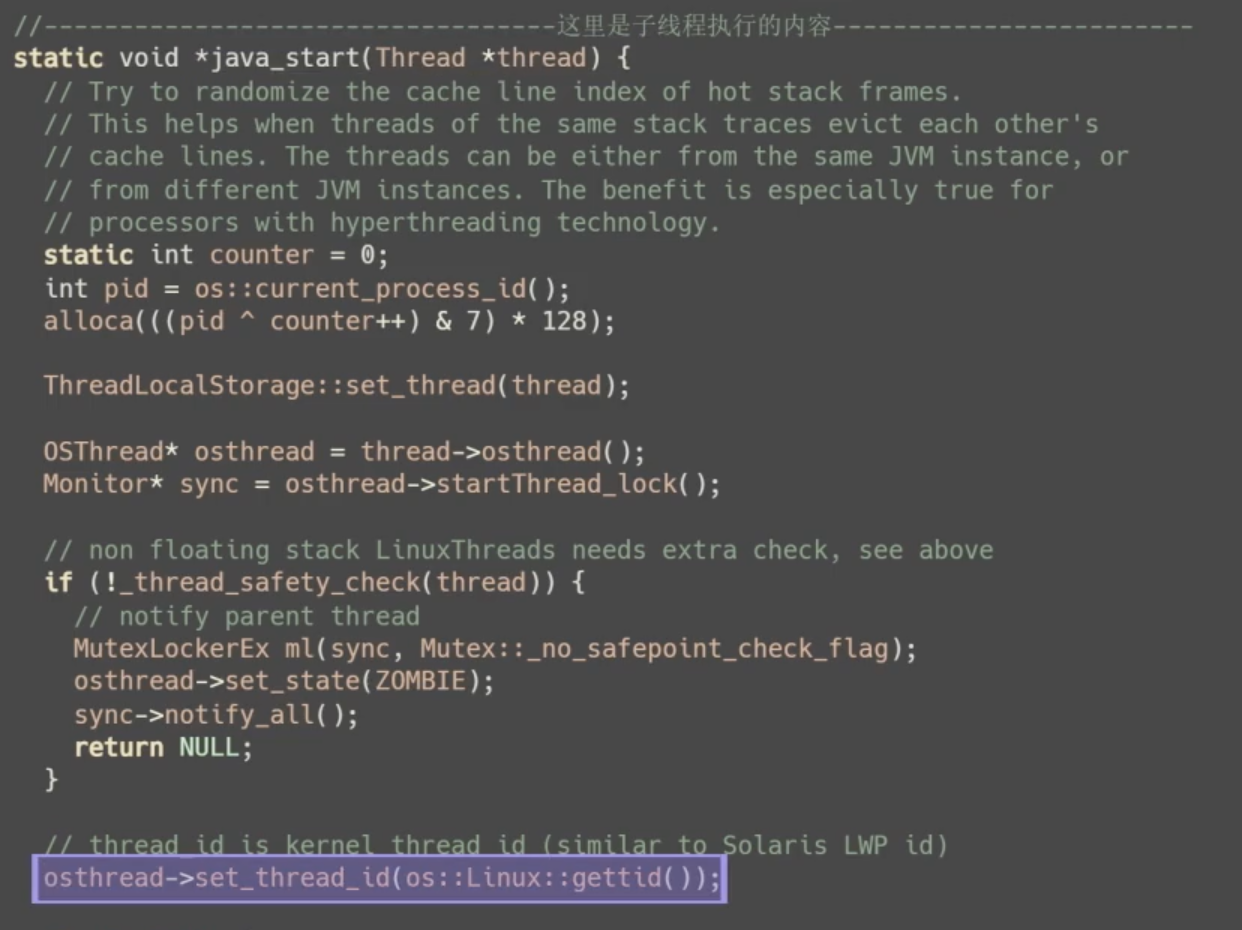 //----------------------------------这里是子线程执行的内容------------------------
static void *java_start(Thread *thread) {
  // Try to randomize the cache line index of hot stack frames.
  // This helps when threads of the same stack traces evict each other's
  // cache lines. The threads can be either from the same JVM instance, or
  // from different JVM instances. The benefit is especially true for
  // processors with hyperthreading technology.
  static int counter = 0;
  int pid = os::current_process_id();
  alloca(((pid ^ counter++) & 7) * 128);

  ThreadLocalStorage::set_thread(thread);

  OSThread* osthread = thread->osthread();
  Monitor* sync = osthread->startThread_lock();

  // non floating stack LinuxThreads needs extra check, see above
  if (!_thread_safety_check(thread)) {
    // notify parent thread
    MutexLockerEx ml(sync, Mutex::_no_safepoint_check_flag);
    osthread->set_state(ZOMBIE);
    sync->notify_all();
    return NULL;
  }

  // thread_id is kernel thread id (similar to Solaris LWP id)
  osthread->set_thread_id(os::Linux::gettid());